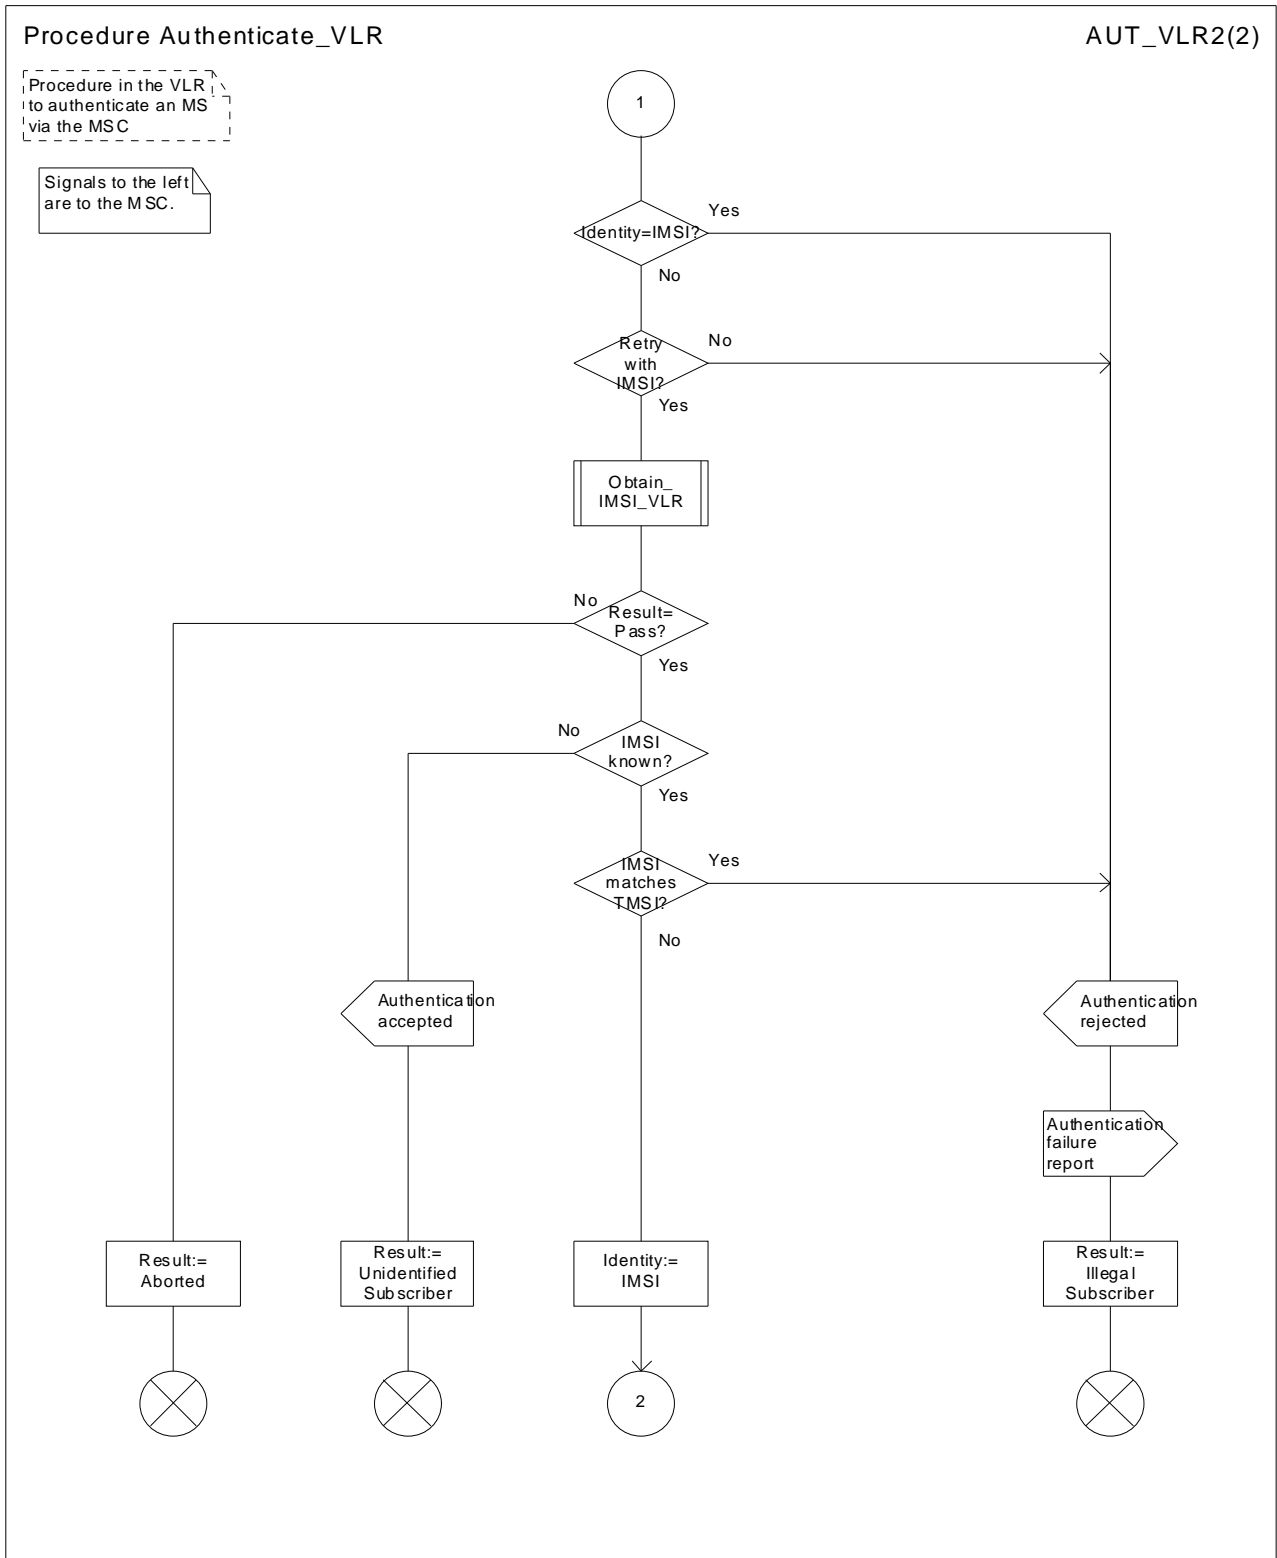 Procedure Authenticate_VLR
AUT_VLR2(2)
Procedure in the VLR
to authenticate an MS
via the MSC
Signals to the left
are to the MSC.
1
Identity=IMSI?
Yes
No
Retry
with
IMSI?
No
Yes
Obtain_
IMSI_VLR
No
Result=
Pass?
Yes
No
IMSI
known?
Yes
IMSI
matches
TMSI?
Yes
No
Authentication
accepted
Authentication
rejected
Authentication
failure
report
Result:=
Aborted
Result:=
Unidentified
Subscriber
Identity:=
IMSI
Result:=
Illegal
Subscriber
2